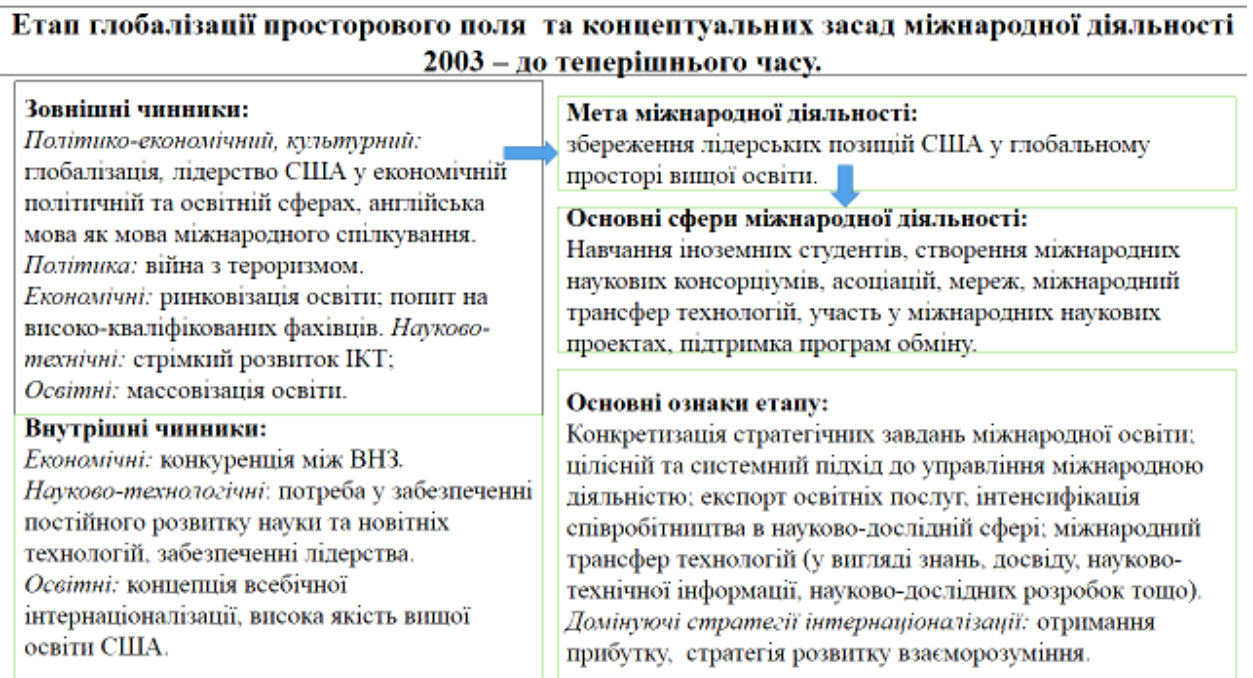 Етап глобалізації просторового поля та концептуальних засад міжнародної діяльності
2003 – до теперішнього часу.
Зовнішні чинники:
Політико-економічний, культурний:
глобалізація, лідерство США у економічній
політичній та освітній сферах, англійська
мова як мова міжнародного спілкування.
Політика: війна з тероризмом.
Економічні: ринковізація освіти; попит на
високо-кваліфікованих фахівців. Науково-
технічні: стрімкий розвиток ІКТ;
Освітні: массовізація освіти.
Внутрішні чинники:
Економічні: конкуренція між ВНЗ.
Науково-технологічні: потреба у забезпеченні
постійного розвитку науки та новітніх
технологій, забезпеченні лідерства.
Освітні: концепція всебічної
інтернаціоналізації, висока якість вищої
освіти США.
Мета міжнародної діяльності:
збереження лідерських позицій США у глобальному
просторі вищої освіти.
Основні сфери міжнародної діяльності:
Навчання іноземних студентів, створення міжнародних
наукових консорціумів, асоціацій, мереж, міжнародний
трансфер технологій, участь у міжнародних наукових
проектах, підтримка програм обміну.
Основні ознаки етапу:
Конкретизація стратегічних завдань міжнародної освіти;
цілісній та системний підхід до управління міжнародною
діяльністю; експорт освітніх послуг, інтенсифікація
співробітництва в науково-дослідній сфері; міжнародний
трансфер технологій (у вигляді знань, досвіду, науково-
технічної інформації, науково-дослідних розробок тощо).
Домінуючі стратегії інтернаціоналізації: отримання
прибутку, стратегія розвитку взаєморозуміння.